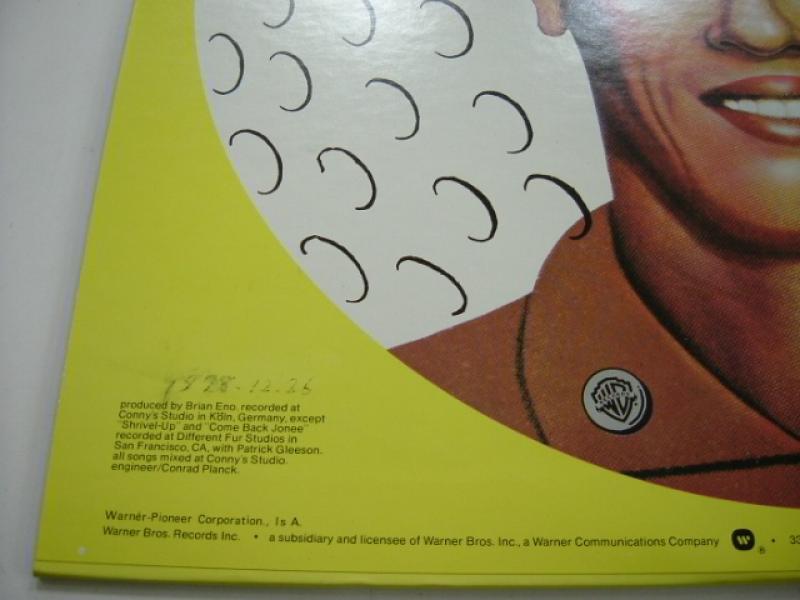 1978.12.26
produced by Brian Eno. recorded at
Conny's Studio in Köln, Germany, except
"Shrivel-Up" and "Come Back Jonee"
recorded at Different Fur Studios in
San Francisco, CA, with Patrick Gleeson.
all songs mixed at Conny's Studio.
engineer/Conrad Planck.
Warner-Pioneer Corporation., Is A.
Warner Bros. Records Inc. • a subsidiary and licensee of Warner Bros. Inc., a Warner Communications Company W ® • 33